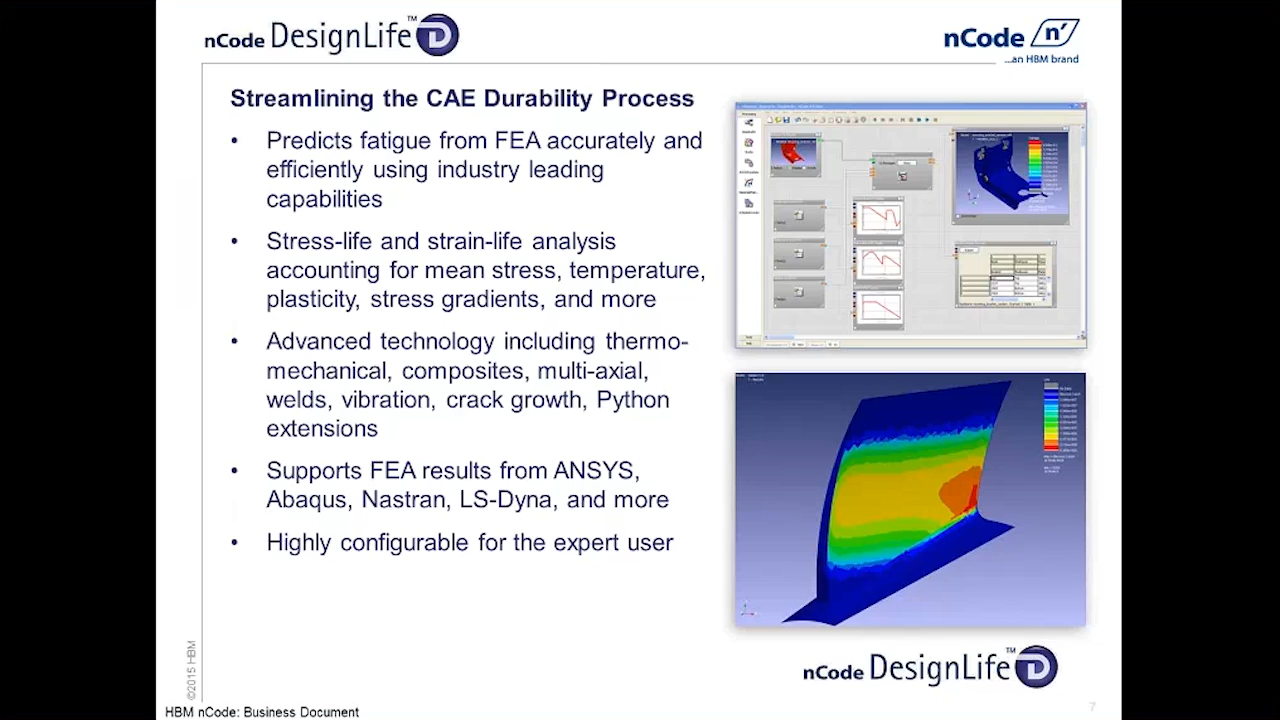 nCode DesignLife™ D
nCode n'
...an HBM brand
Streamlining the CAE Durability Process
• Predicts fatigue from FEA accurately and
efficiently using industry leading
capabilities
• Stress-life and strain-life analysis
accounting for mean stress, temperature,
plasticity, stress gradients, and more
• Advanced technology including thermo-
mechanical, composites, multi-axial,
welds, vibration, crack growth, Python
extensions
• Supports FEA results from ANSYS,
Abaqus, Nastran, LS-Dyna, and more
• Highly configurable for the expert user
nCode DesignLife™ D
©2015 HBM
HBM nCode: Business Document
7